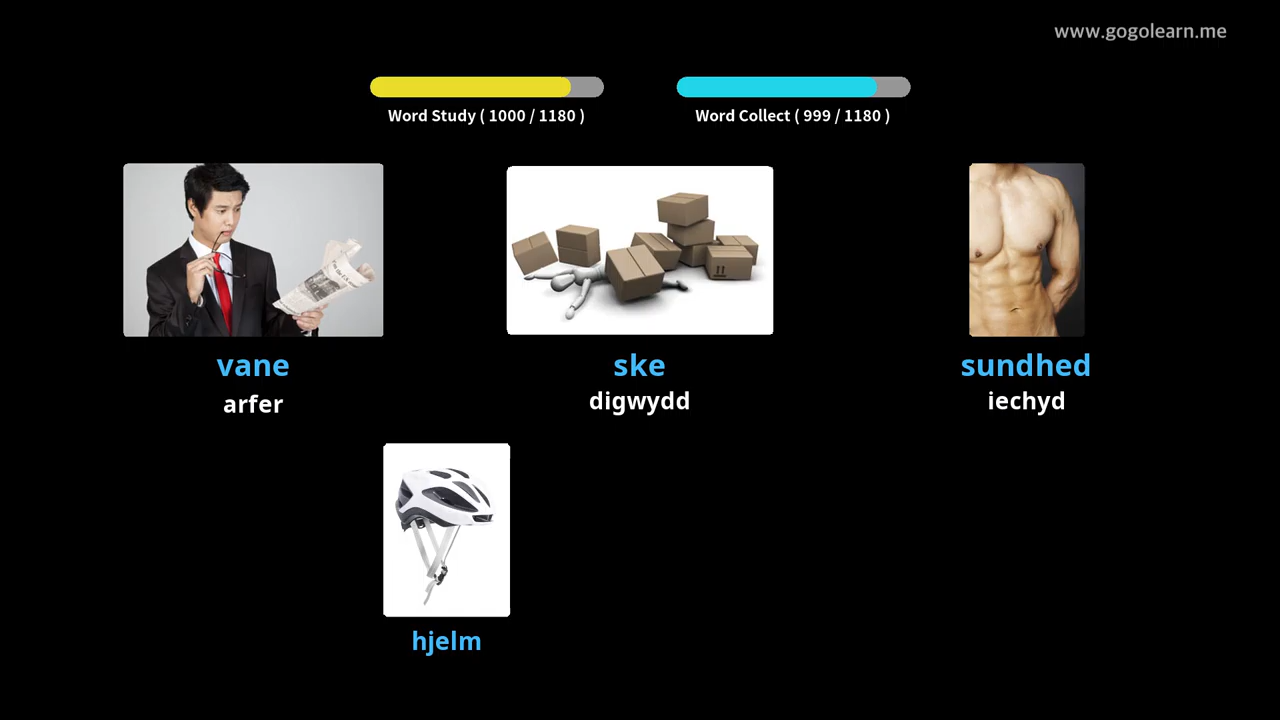 www.gogolearn.me
Word Study ( 1000 / 1180 )
Word Collect ( 999 / 1180 )
vane
arfer
ske
digwydd
sundhed
iechyd
hjelm